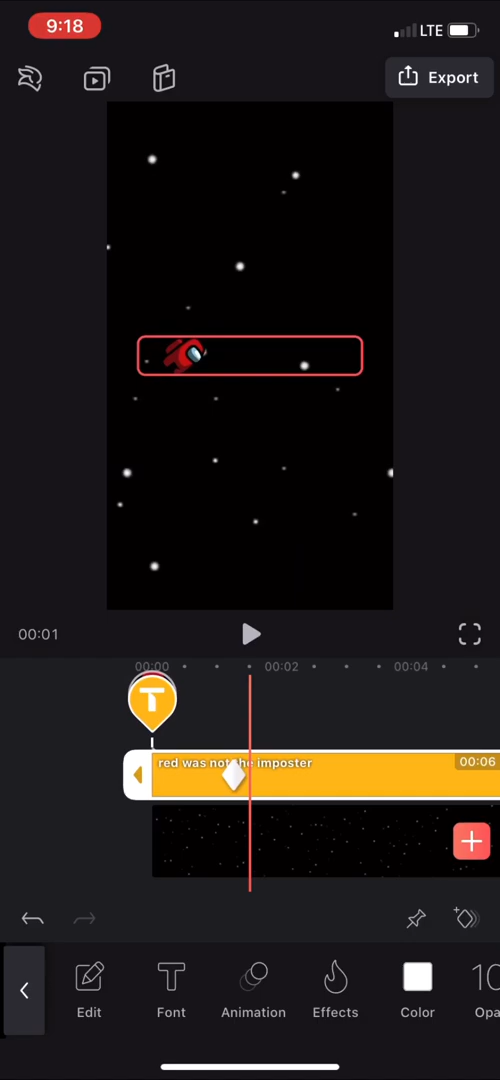 9:18
LTE
Export
00:01
00:00
00:02
00:04
T
red was not the imposter
00:06
Edit
Font
Animation
Effects
Color